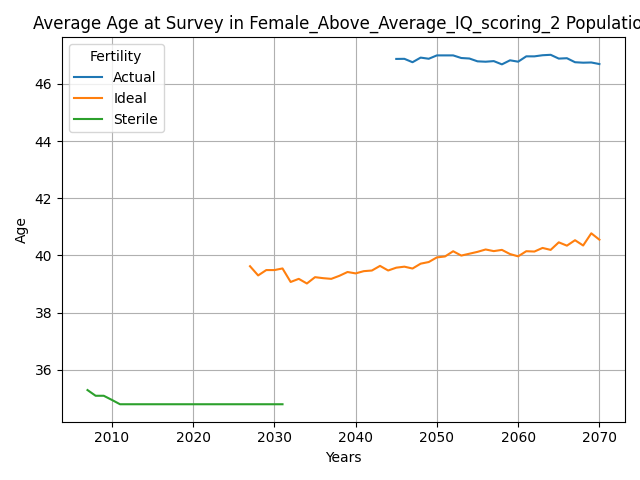 Average Age at Survey in Female_Above_Average_IQ_scoring_2 Populatio
Fertility
Actual
Ideal
Sterile
46
44
42
40
38
36
Age
2010 2020 2030 2040 2050 2060 2070
Years